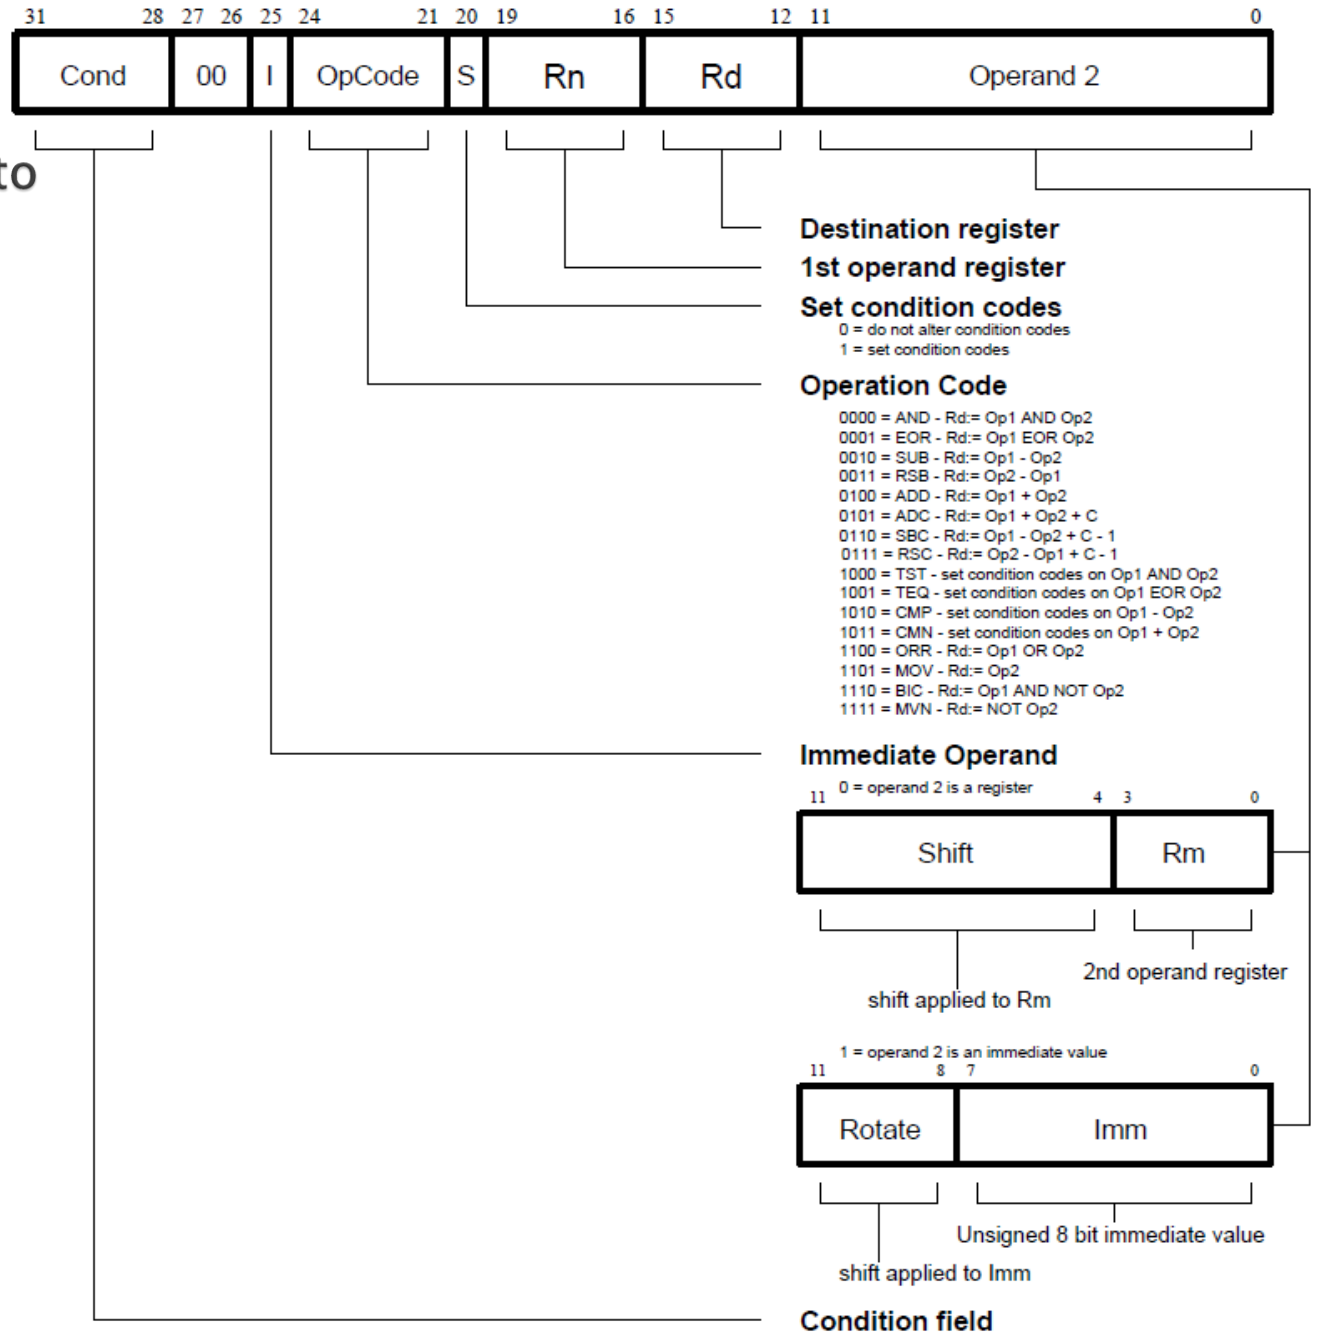 31 28 27 26 25 24 21 20 19 16 15 12 11 0
Cond 00 I OpCode S Rn Rd Operand 2
to
Destination register
1st operand register
Set condition codes
0 = do not alter condition codes
1 = set condition codes
Operation Code
0000 = AND - Rd:= Op1 AND Op2
0001 = EOR - Rd:= Op1 EOR Op2
0010 = SUB - Rd:= Op1 - Op2
0011 = RSB - Rd:= Op2 - Op1
0100 = ADD - Rd:= Op1 + Op2
0101 = ADC - Rd:= Op1 + Op2 + C
0110 = SBC - Rd:= Op1 - Op2 + C - 1
0111 = RSC - Rd:= Op2 - Op1 + C - 1
1000 = TST - set condition codes on Op1 AND Op2
1001 = TEQ - set condition codes on Op1 EOR Op2
1010 = CMP - set condition codes on Op1 - Op2
1011 = CMN - set condition codes on Op1 + Op2
1100 = ORR - Rd:= Op1 OR Op2
1101 = MOV - Rd:= Op2
1110 = BIC - Rd:= Op1 AND NOT Op2
1111 = MVN - Rd:= NOT Op2
Immediate Operand
0 = operand 2 is a register
11 4 3 0
Shift Rm
2nd operand register
shift applied to Rm
1 = operand 2 is an immediate value
11 8 7 0
Rotate Imm
Unsigned 8 bit immediate value
shift applied to Imm
Condition field